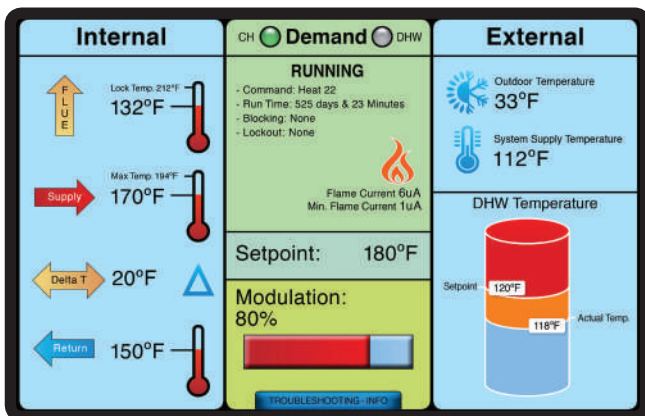 Internal
FLUE
Lock Temp. 212°F
132°F
Supply
Max Temp. 194°F
170°F
Delta T
20°F
Return
150°F
CH Demand DHW
RUNNING
- Command: Heat 22
- Run Time: 525 days & 23 Minutes
- Blocking: None
- Lockout: None
Flame Current 6uA
Min. Flame Current 1uA
Setpoint: 180°F
Modulation:
80%
TROUBLESHOOTING - INFO
External
Outdoor Temperature
33°F
System Supply Temperature
112°F
DHW Temperature
Setpoint 120°F
118°F Actual Temp.